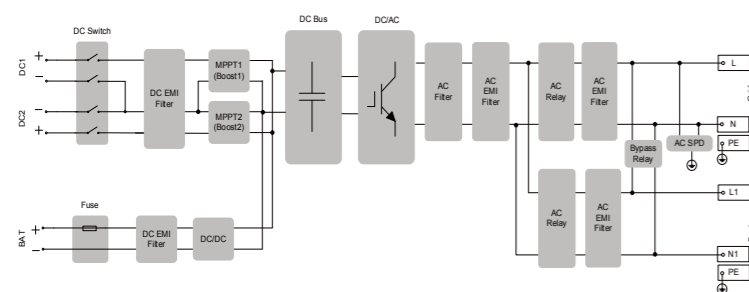 DC Bus
DC/AC
DC Switch
DC1
+
−
DC2
−
+
DC EMI
Filter
MPPT1
(Boost1)
MPPT2
(Boost2)
AC
Filter
AC
EMI
Filter
AC
Relay
AC
EMI
Filter
L
N
PE
Bypass
Relay
AC SPD
L1
AC
Relay
AC
EMI
Filter
N1
PE
Fuse
BAT
+
−
DC EMI
Filter
DC/DC